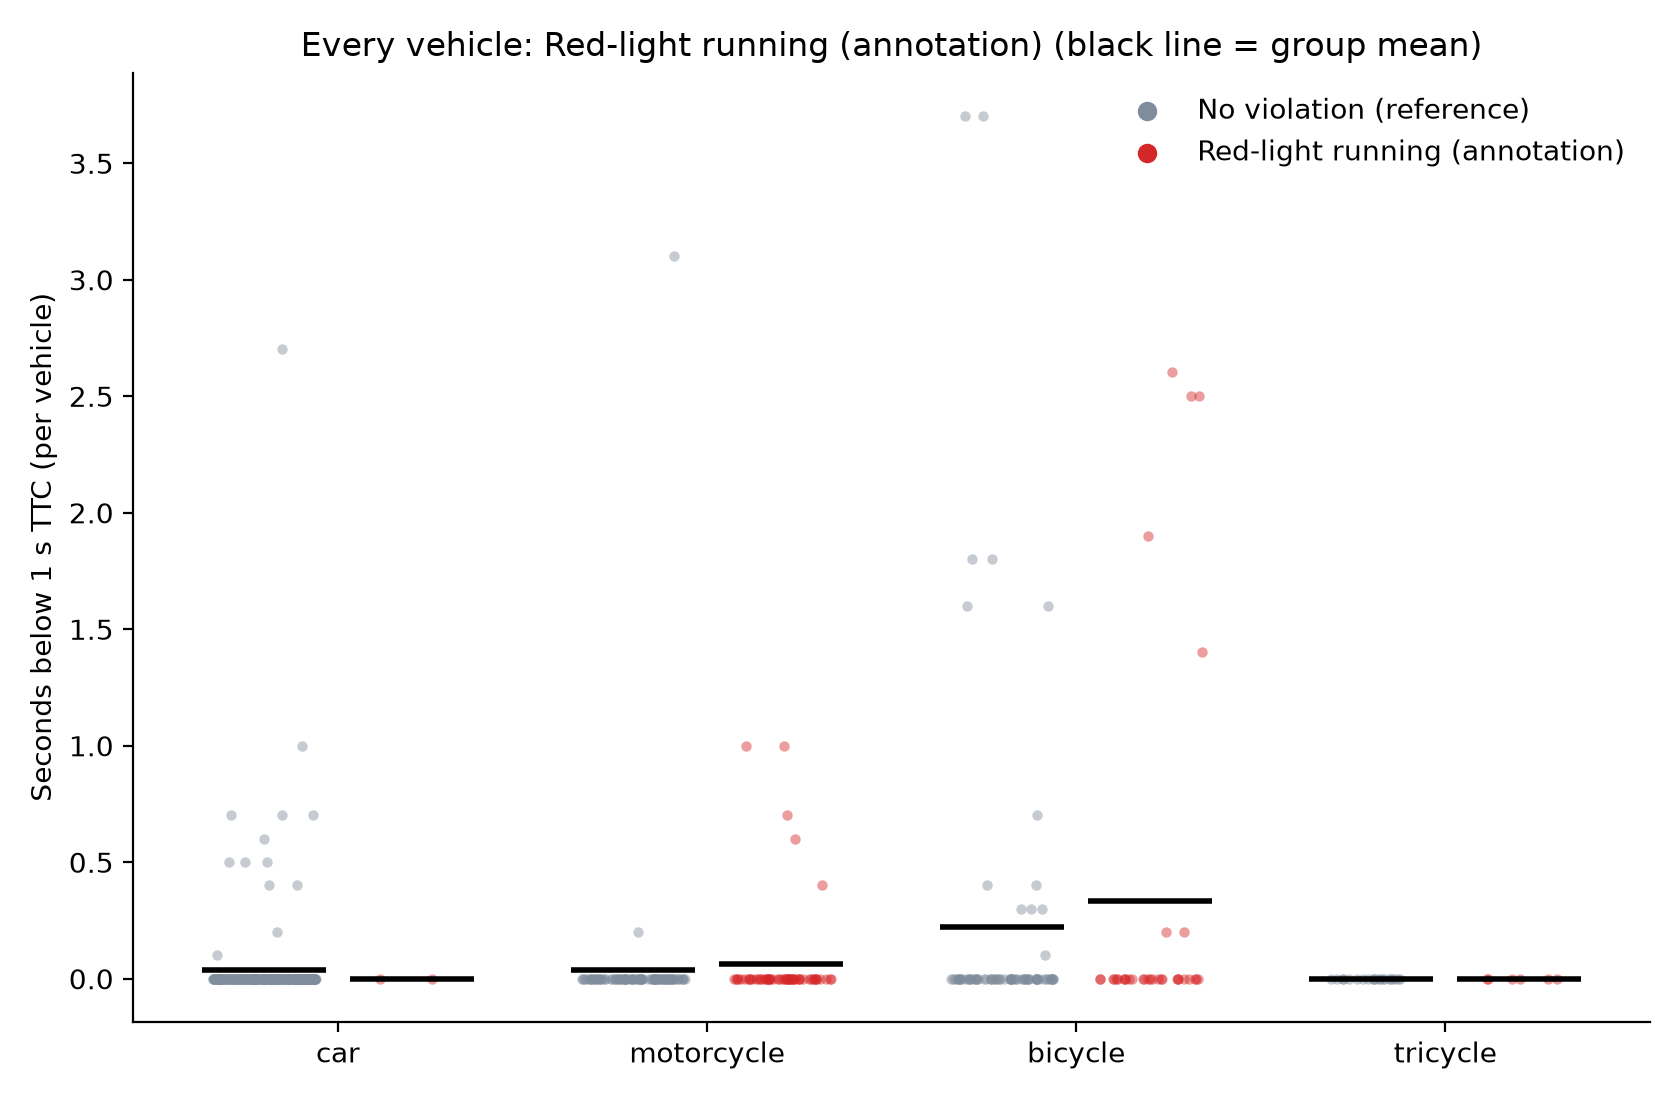 Every vehicle: Red-light running (annotation) (black line = group mean)
No violation (reference)
Red-light running (annotation)
Seconds below 1 s TTC (per vehicle)
3.5
3.0
2.5
2.0
1.5
1.0
0.5
0.0
car motorcycle bicycle tricycle